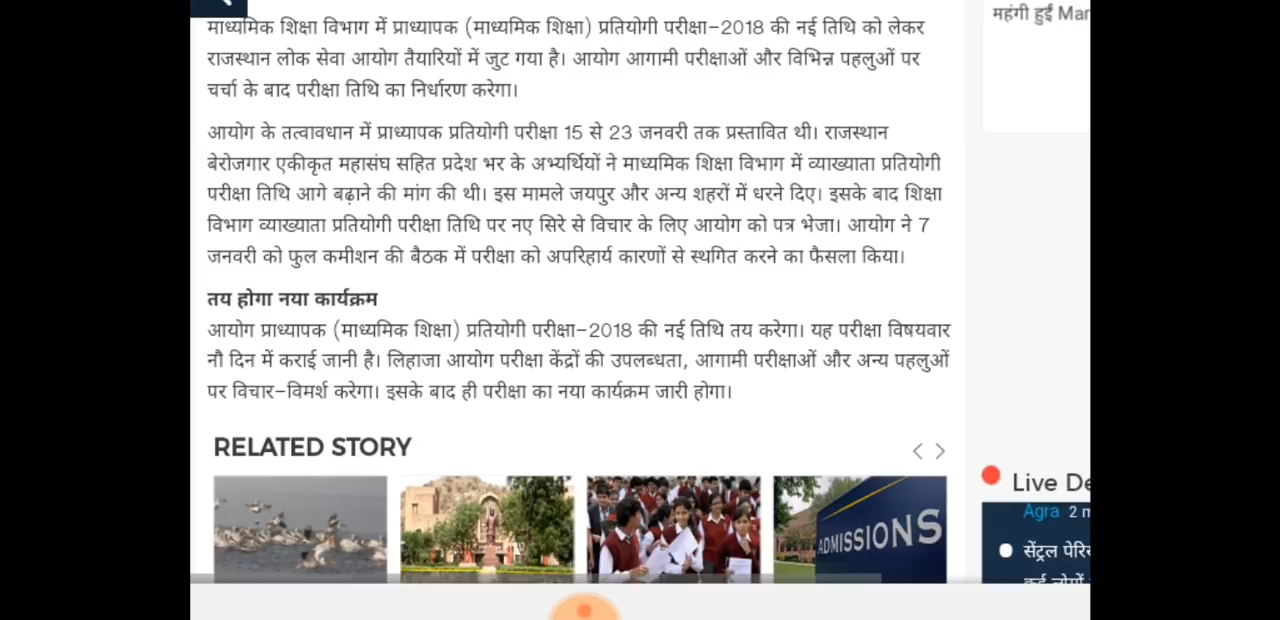 महंगी हुईं Mar
माध्यमिक शिक्षा विभाग में प्राध्यापक (माध्यमिक शिक्षा) प्रतियोगी परीक्षा-2018 की नई तिथि को लेकर
राजस्थान लोक सेवा आयोग तैयारियों में जुट गया है। आयोग आगामी परीक्षाओं और विभिन्न पहलुओं पर
चर्चा के बाद परीक्षा तिथि का निर्धारण करेगा।
आयोग के तत्वावधान में प्राध्यापक प्रतियोगी परीक्षा 15 से 23 जनवरी तक प्रस्तावित थी। राजस्थान
बेरोजगार एकीकृत महासंघ सहित प्रदेश भर के अभ्यर्थियों ने माध्यमिक शिक्षा विभाग में व्याख्याता प्रतियोगी
परीक्षा तिथि आगे बढ़ाने की मांग की थी। इस मामले जयपुर और अन्य शहरों में धरने दिए। इसके बाद शिक्षा
विभाग व्याख्याता प्रतियोगी परीक्षा तिथि पर नए सिरे से विचार के लिए आयोग को पत्र भेजा। आयोग ने 7
जनवरी को फुल कमीशन की बैठक में परीक्षा को अपरिहार्य कारणों से स्थगित करने का फैसला किया।
तय होगा नया कार्यक्रम
आयोग प्राध्यापक (माध्यमिक शिक्षा) प्रतियोगी परीक्षा-2018 की नई तिथि तय करेगा। यह परीक्षा विषयवार
नौ दिन में कराई जानी है। लिहाजा आयोग परीक्षा केंद्रों की उपलब्धता, आगामी परीक्षाओं और अन्य पहलुओं
पर विचार-विमर्श करेगा। इसके बाद ही परीक्षा का नया कार्यक्रम जारी होगा।
RELATED STORY
ADMISSIONS
Live De
Agra 2 m
सेंट्रल पेरि